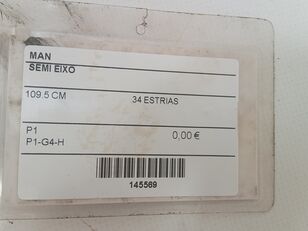 MAN
SEMI EIXO
109.5 CM 34 ESTRIAS
P1 0,00 €
P1-G4-H
145569